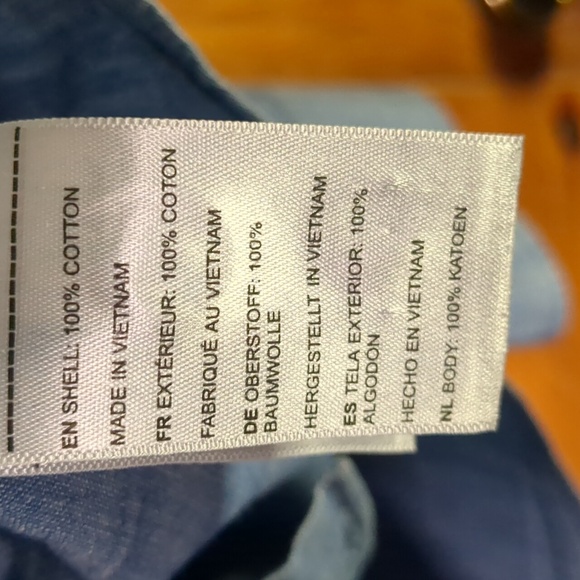 EN SHELL: 100% COTTON
MADE IN VIETNAM
FR EXTÉRIEUR: 100% COTON
FABRIQUÉ AU VIETNAM
DE OBERSTOFF: 100%
BAUMWOLLE
HERGESTELLT IN VIETNAM
ES TELA EXTERIOR: 100%
ALGODÓN
HECHO EN VIETNAM
NL BODY: 100% KATOEN